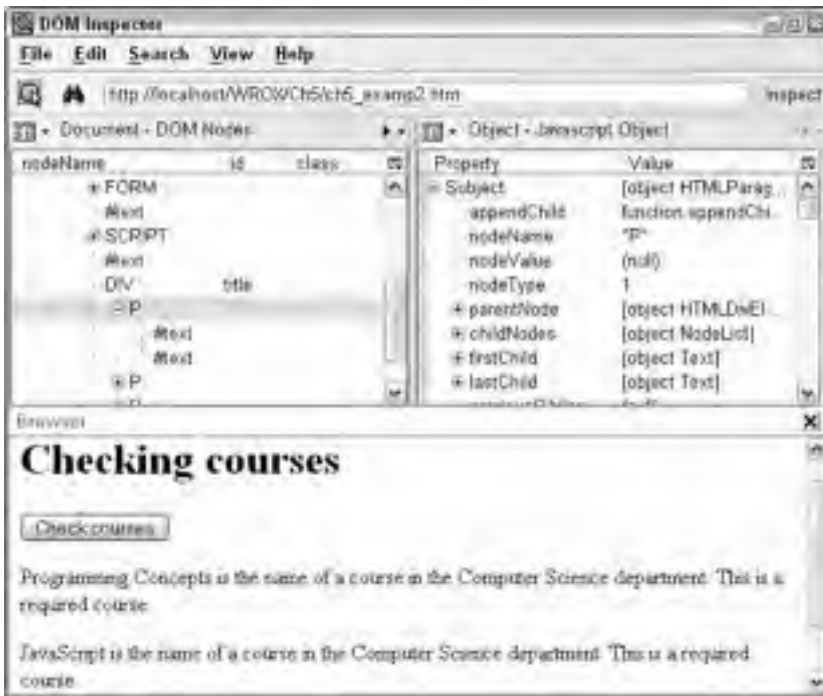 DOM Inspector
File Edit Search View Help
http://localhost/WROW/Ch5/ch5_examp2.htm Inspect
Document - DOM Nodes
nodeName id class
FORM
#text
SCRIPT
#text
DIV title
P
#text
#text
P
Object - Javascript Object
Property Value
Subject [object HTMLParag...
appendChild function appendChi...
nodeName "P"
nodeValue (null)
nodeType 1
parentNode [object HTMLDivEl...
childNodes [object NodeList]
firstChild [object Text]
lastChild [object Text]
Browser
Checking courses
Check courses
Programming Concepts is the name of a course in the Computer Science department. This is a
required course
JavaScript is the name of a course in the Computer Science department. This is a required
course